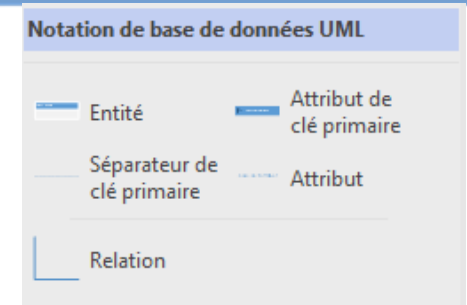 Notation de base de données UML
Entité
Attribut de
clé primaire
Séparateur de
clé primaire
Attribut
Relation